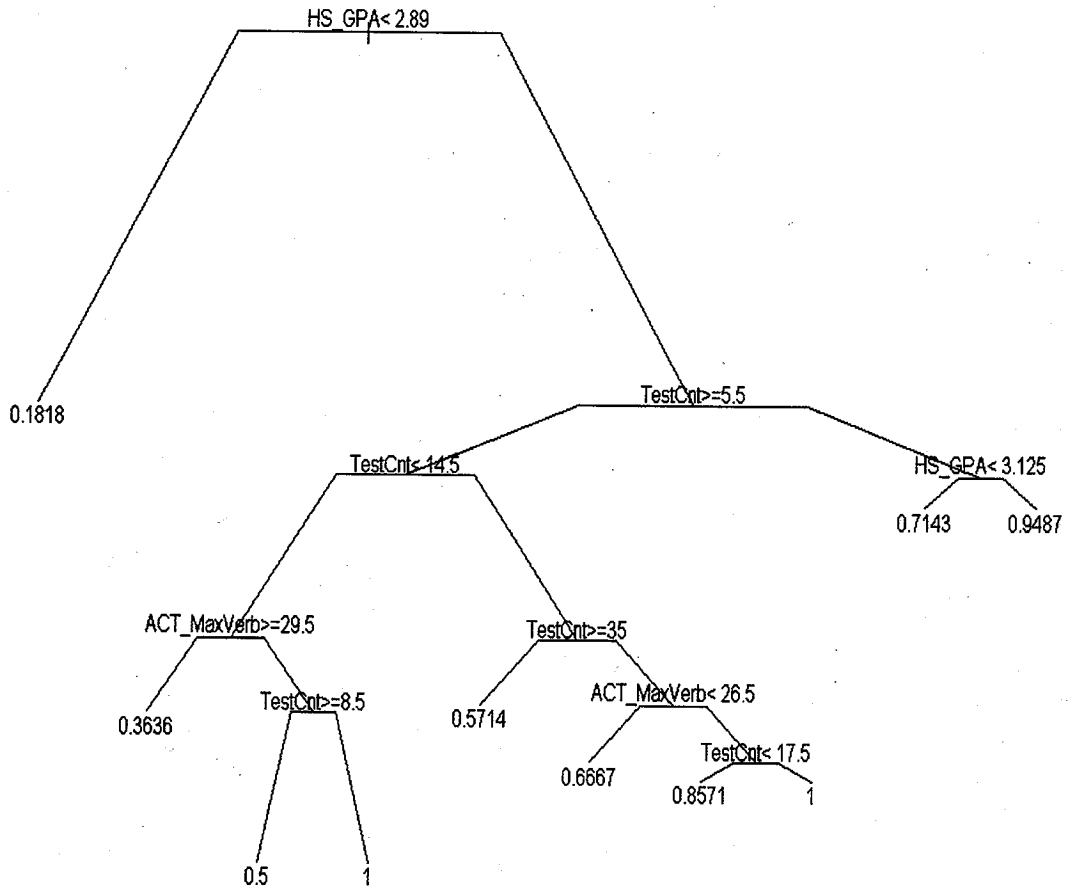 HS_GPA< 2.89
0.1818
TestCnt>=5.5
TestCnt< 14.5
HS_GPA< 3.125
0.7143
0.9487
ACT_MaxVerb>=29.5
TestCnt>=35
0.3636
TestCnt>=8.5
0.5714
ACT_MaxVerb< 26.5
0.6667
TestCnt< 17.5
0.8571
1
0.5
1